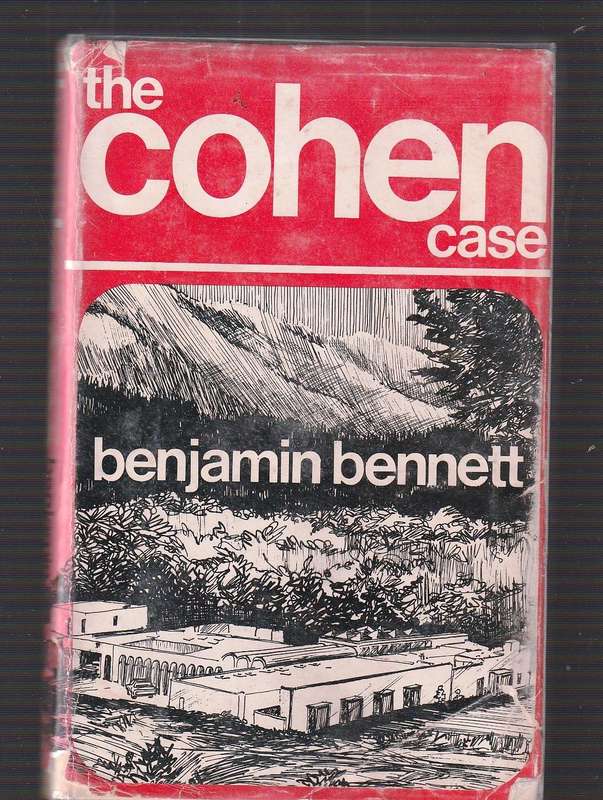 the
cohen
case
benjamin bennett